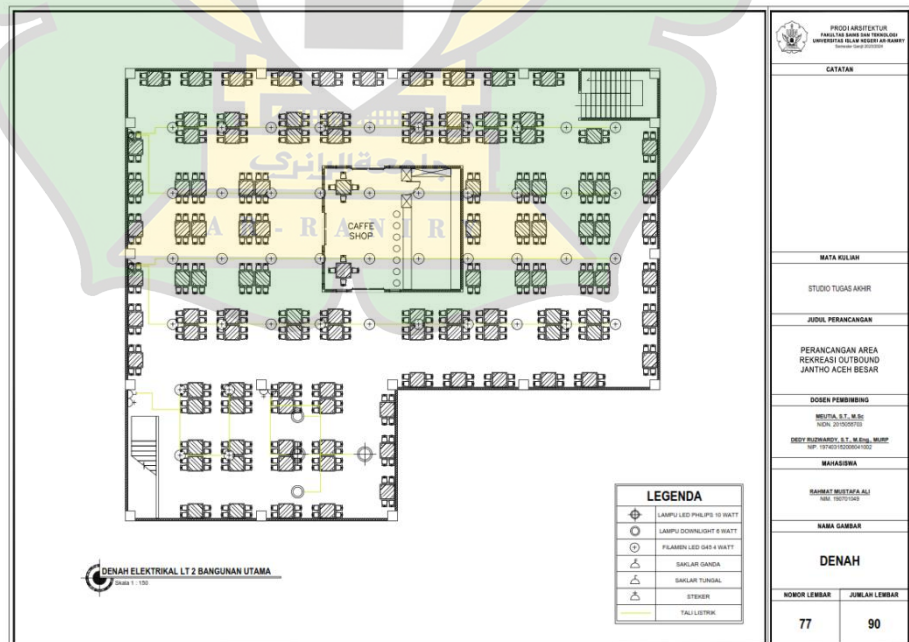 جامعةالرانري
AR-RANIRY
CAFFE
SHOP
DENAH ELEKTRIKAL LT 2 BANGUNAN UTAMA
Skala 1 : 150
LEGENDA
LAMPU LED PHILIPS 10 WATT
LAMPU DOWNLIGHT 6 WATT
FILAMEN LED G45 4 WATT
SAKLAR GANDA
SAKLAR TUNGAL
STEKER
TALI LISTRIK
PRODI ARSITEKTUR
FAKULTAS SAINS DAN TEKNOLOGI
UNIVERSITAS ISLAM NEGERI AR-RANIRY
CATATAN
MATA KULIAH
STUDIO TUGAS AKHIR
JUDUL PERANCANGAN
PERANCANGAN AREA
REKREASI OUTBOUND
JANTHO ACEH BESAR
DOSEN PEMBIMBING
MEUTIA, S.T., M.Sc
DEDY RUZWARDY, S.T., M.Eng., MURP
MAHASISWA
RAHMAT MUSTAFA ALI
NAMA GAMBAR
DENAH
NOMOR LEMBAR
JUMLAH LEMBAR
77
90